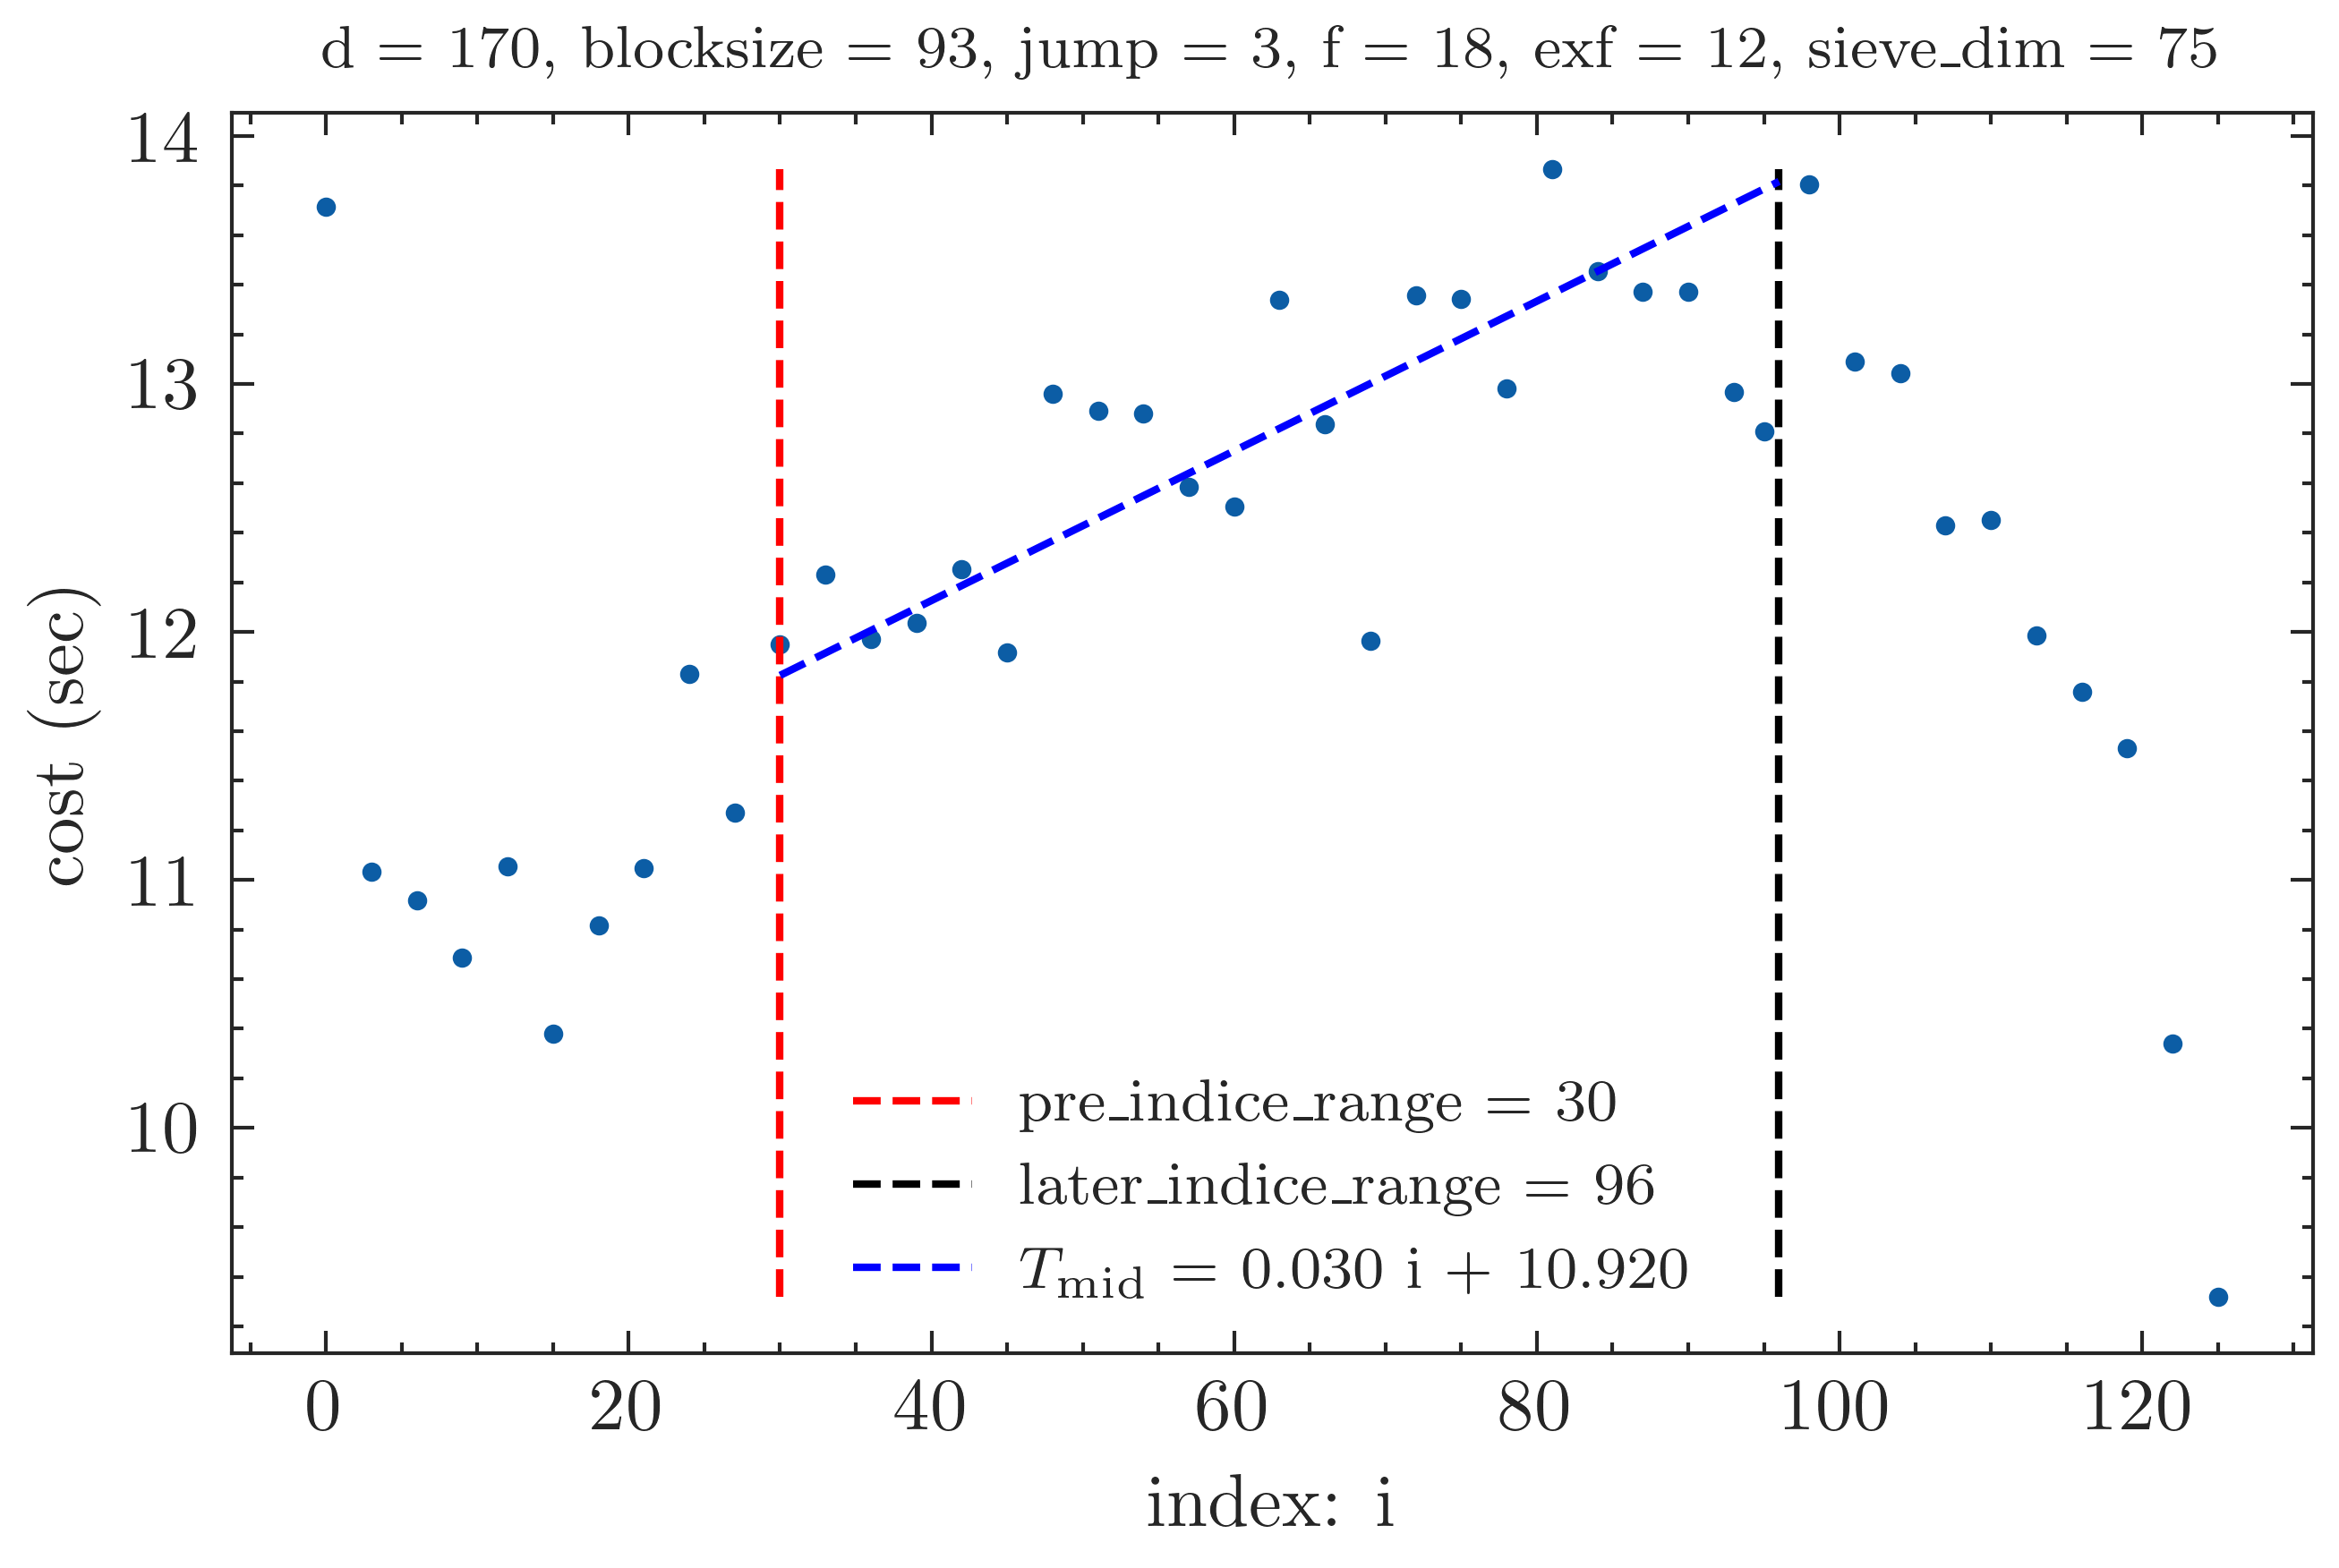 d = 170, blocksize = 93, jump = 3, f = 18, exf = 12, sieve_dim = 75
14
13
12
11
10
cost (sec)
pre_indice_range = 30
later_indice_range = 96
T_mid = 0.030 i + 10.920
0 20 40 60 80 100 120
index: i